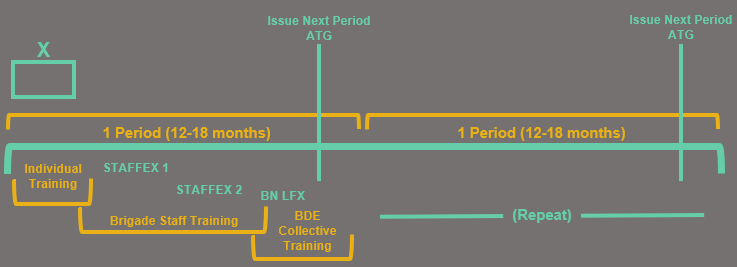 Issue Next Period
ATG
Issue Next Period
ATG
X
1 Period (12-18 months)
1 Period (12-18 months)
Individual
Training
STAFFEX 1
STAFFEX 2
BN LFX
Brigade Staff Training
BDE
Collective
Training
(Repeat)